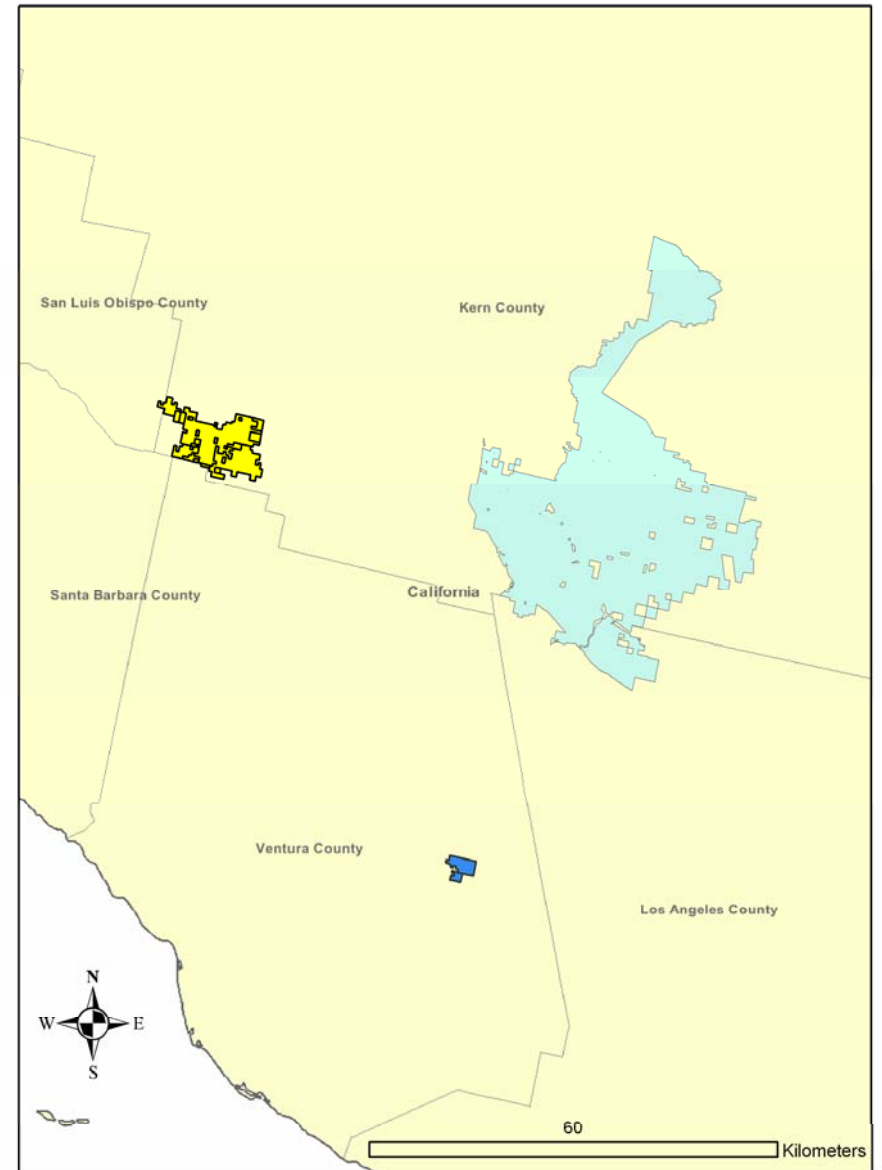 San Luis Obispo County
Kern County
Santa Barbara County
California
Ventura County
Los Angeles County
N
W E
S
60
Kilometers